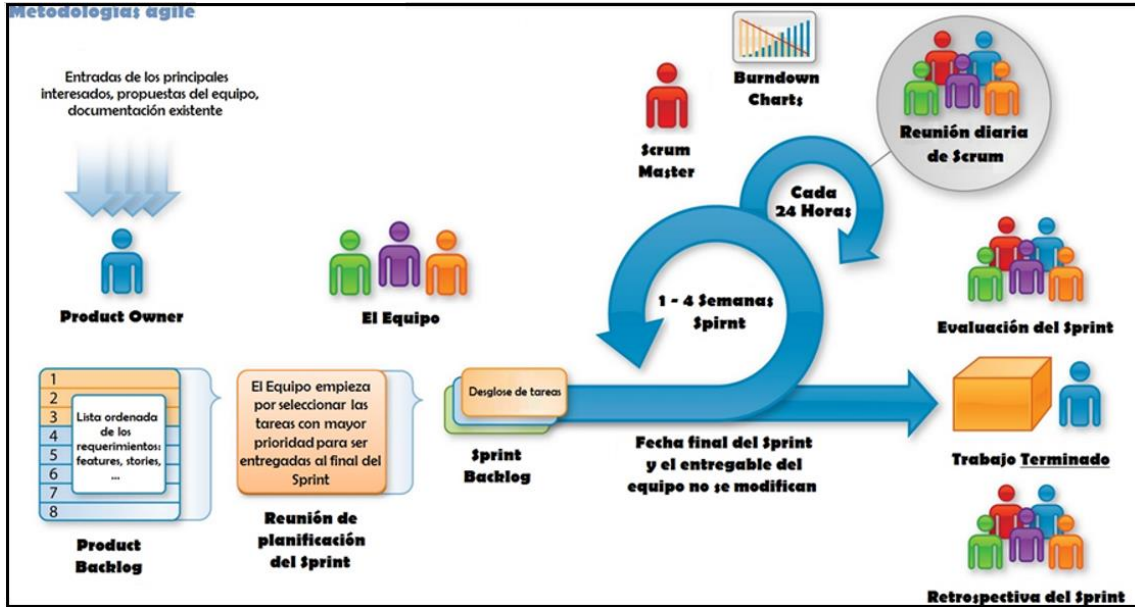 Metodologías agile
Entradas de los principales
interesados, propuestas del equipo,
documentación existente
Product Owner
El Equipo
Scrum
Master
Burndown
Charts
Reunión diaria
de Scrum
Cada
24 Horas
1 - 4 Semanas
Spirnt
Evaluación del Sprint
1
2
3
4
5
6
7
8
Lista ordenada
de los
requerimientos:
features, stories,
...
Product
Backlog
El Equipo empieza
por seleccionar las
tareas con mayor
prioridad para ser
entregadas al final del
Sprint
Reunión de
planificación
del Sprint
Desglose de tareas
Sprint
Backlog
Fecha final del Sprint
y el entregable del
equipo no se modifican
Trabajo Terminado
Retrospectiva del Sprint